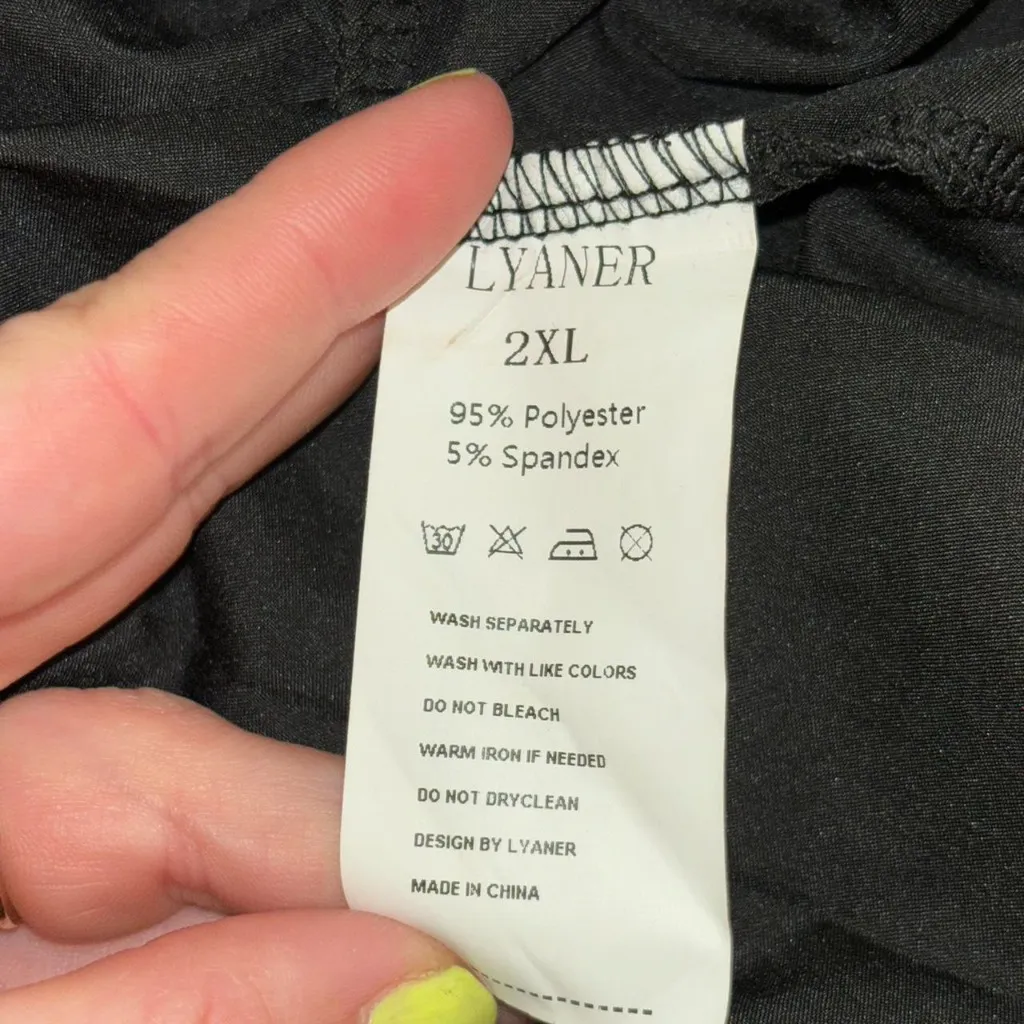 LYANER
2XL
95% Polyester
5% Spandex
30
WASH SEPARATELY
WASH WITH LIKE COLORS
DO NOT BLEACH
WARM IRON IF NEEDED
DO NOT DRYCLEAN
DESIGN BY LYANER
MADE IN CHINA